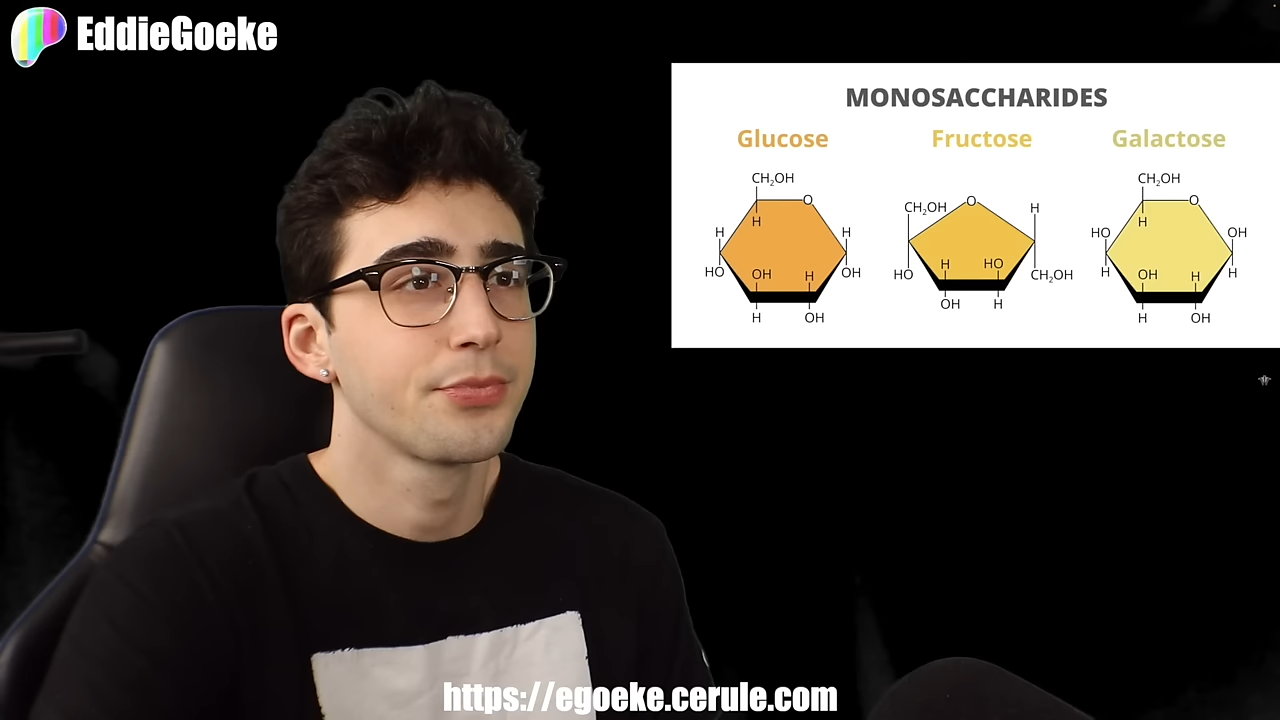 EddieGoeke
MONOSACCHARIDES
Glucose Fructose Galactose
CH₂OH CH₂OH
O O
CH₂OH O H
H H
H H HO OH
HO OH OH H HO H HO CH₂OH H OH H H
H OH OH H H OH
https://egoeke.cerule.com